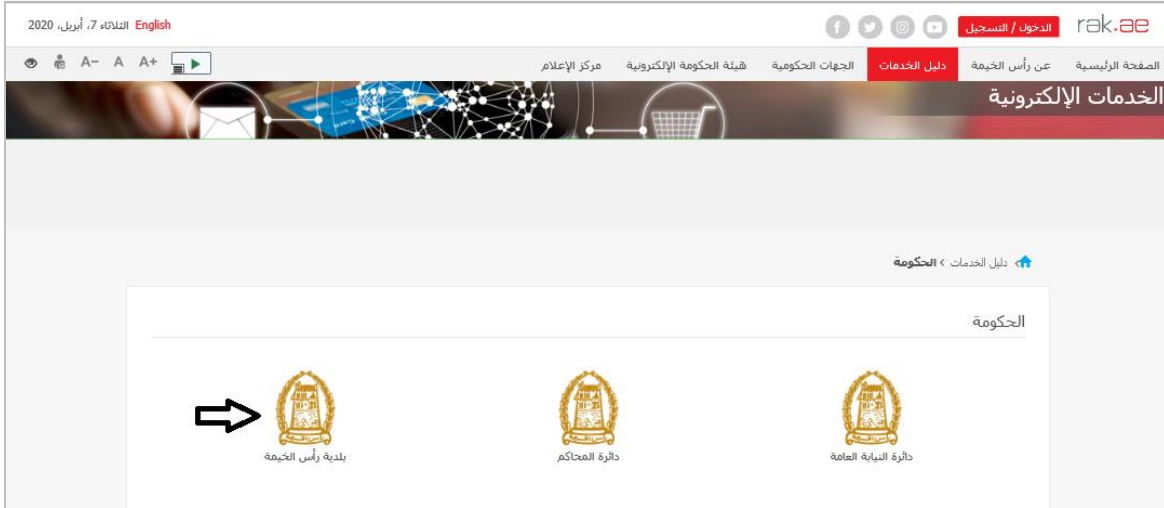 rak.ae الدخول / التسجيل English الثلاثاء 7، أبريل، 2020
الصفحة الرئيسية عن رأس الخيمة دليل الخدمات الجهات الحكومية هيئة الحكومة الإلكترونية مركز الإعلام A+ A A-
الخدمات الإلكترونية
دليل الخدمات > الحكومة
الحكومة
دائرة النيابة العامة دائرة المحاكم بلدية رأس الخيمة